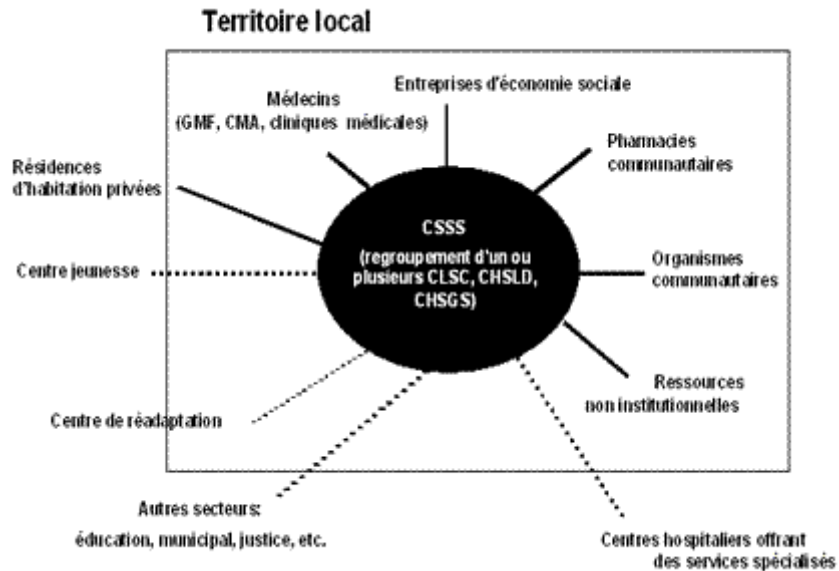 Territoire local
Entreprises d'économie sociale
Médecins
(GMF, CMA, cliniques médicales)
Pharmacies
communautaires
Résidences
d'habitation privées
CSSS
(regroupement d'un ou
plusieurs CLSC, CHSLD,
CHSGS)
Centre jeunesse
Organismes
communautaires
Ressources
non institutionnelles
Centre de réadaptation
Autres secteurs:
éducation, municipal, justice, etc.
Centres hospitaliers offrant
des services spécialisés